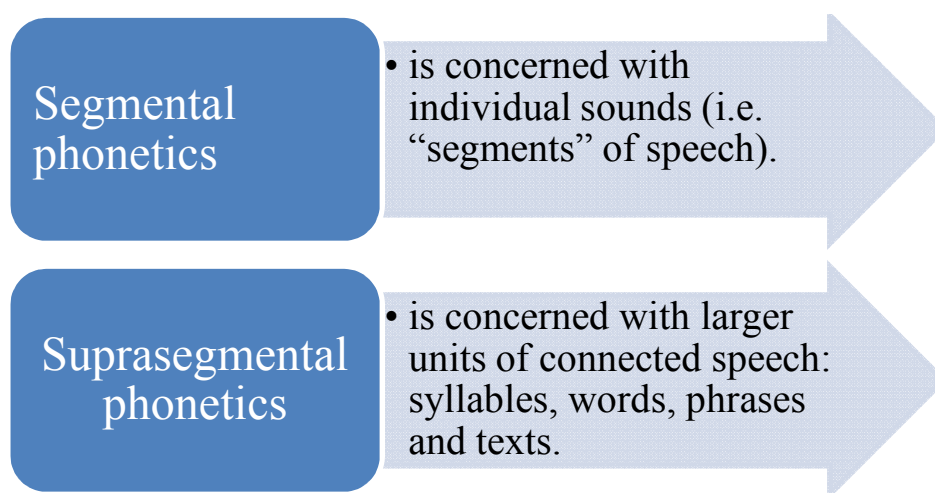 Segmental
phonetics
• is concerned with
individual sounds (i.e.
“segments” of speech).
Suprasegmental
phonetics
• is concerned with larger
units of connected speech:
syllables, words, phrases
and texts.